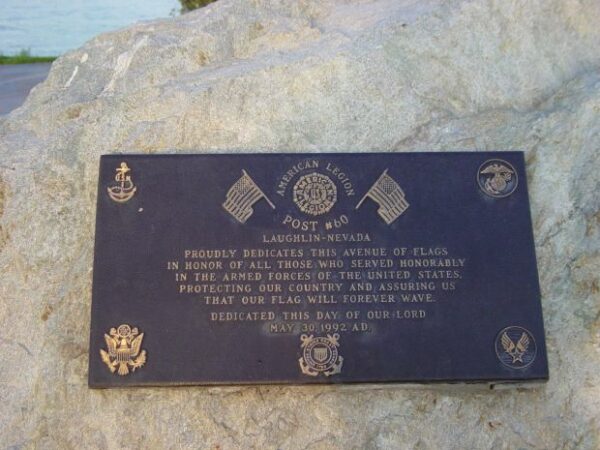 AMERICAN LEGION
AMERICAN
LEGION
POST #60
LAUGHLIN-NEVADA
PROUDLY DEDICATES THIS AVENUE OF FLAGS
IN HONOR OF ALL THOSE WHO SERVED HONORABLY
IN THE ARMED FORCES OF THE UNITED STATES,
PROTECTING OUR COUNTRY AND ASSURING US
THAT OUR FLAG WILL FOREVER WAVE.
DEDICATED THIS DAY OF OUR LORD
MAY 30, 1992 A.D.